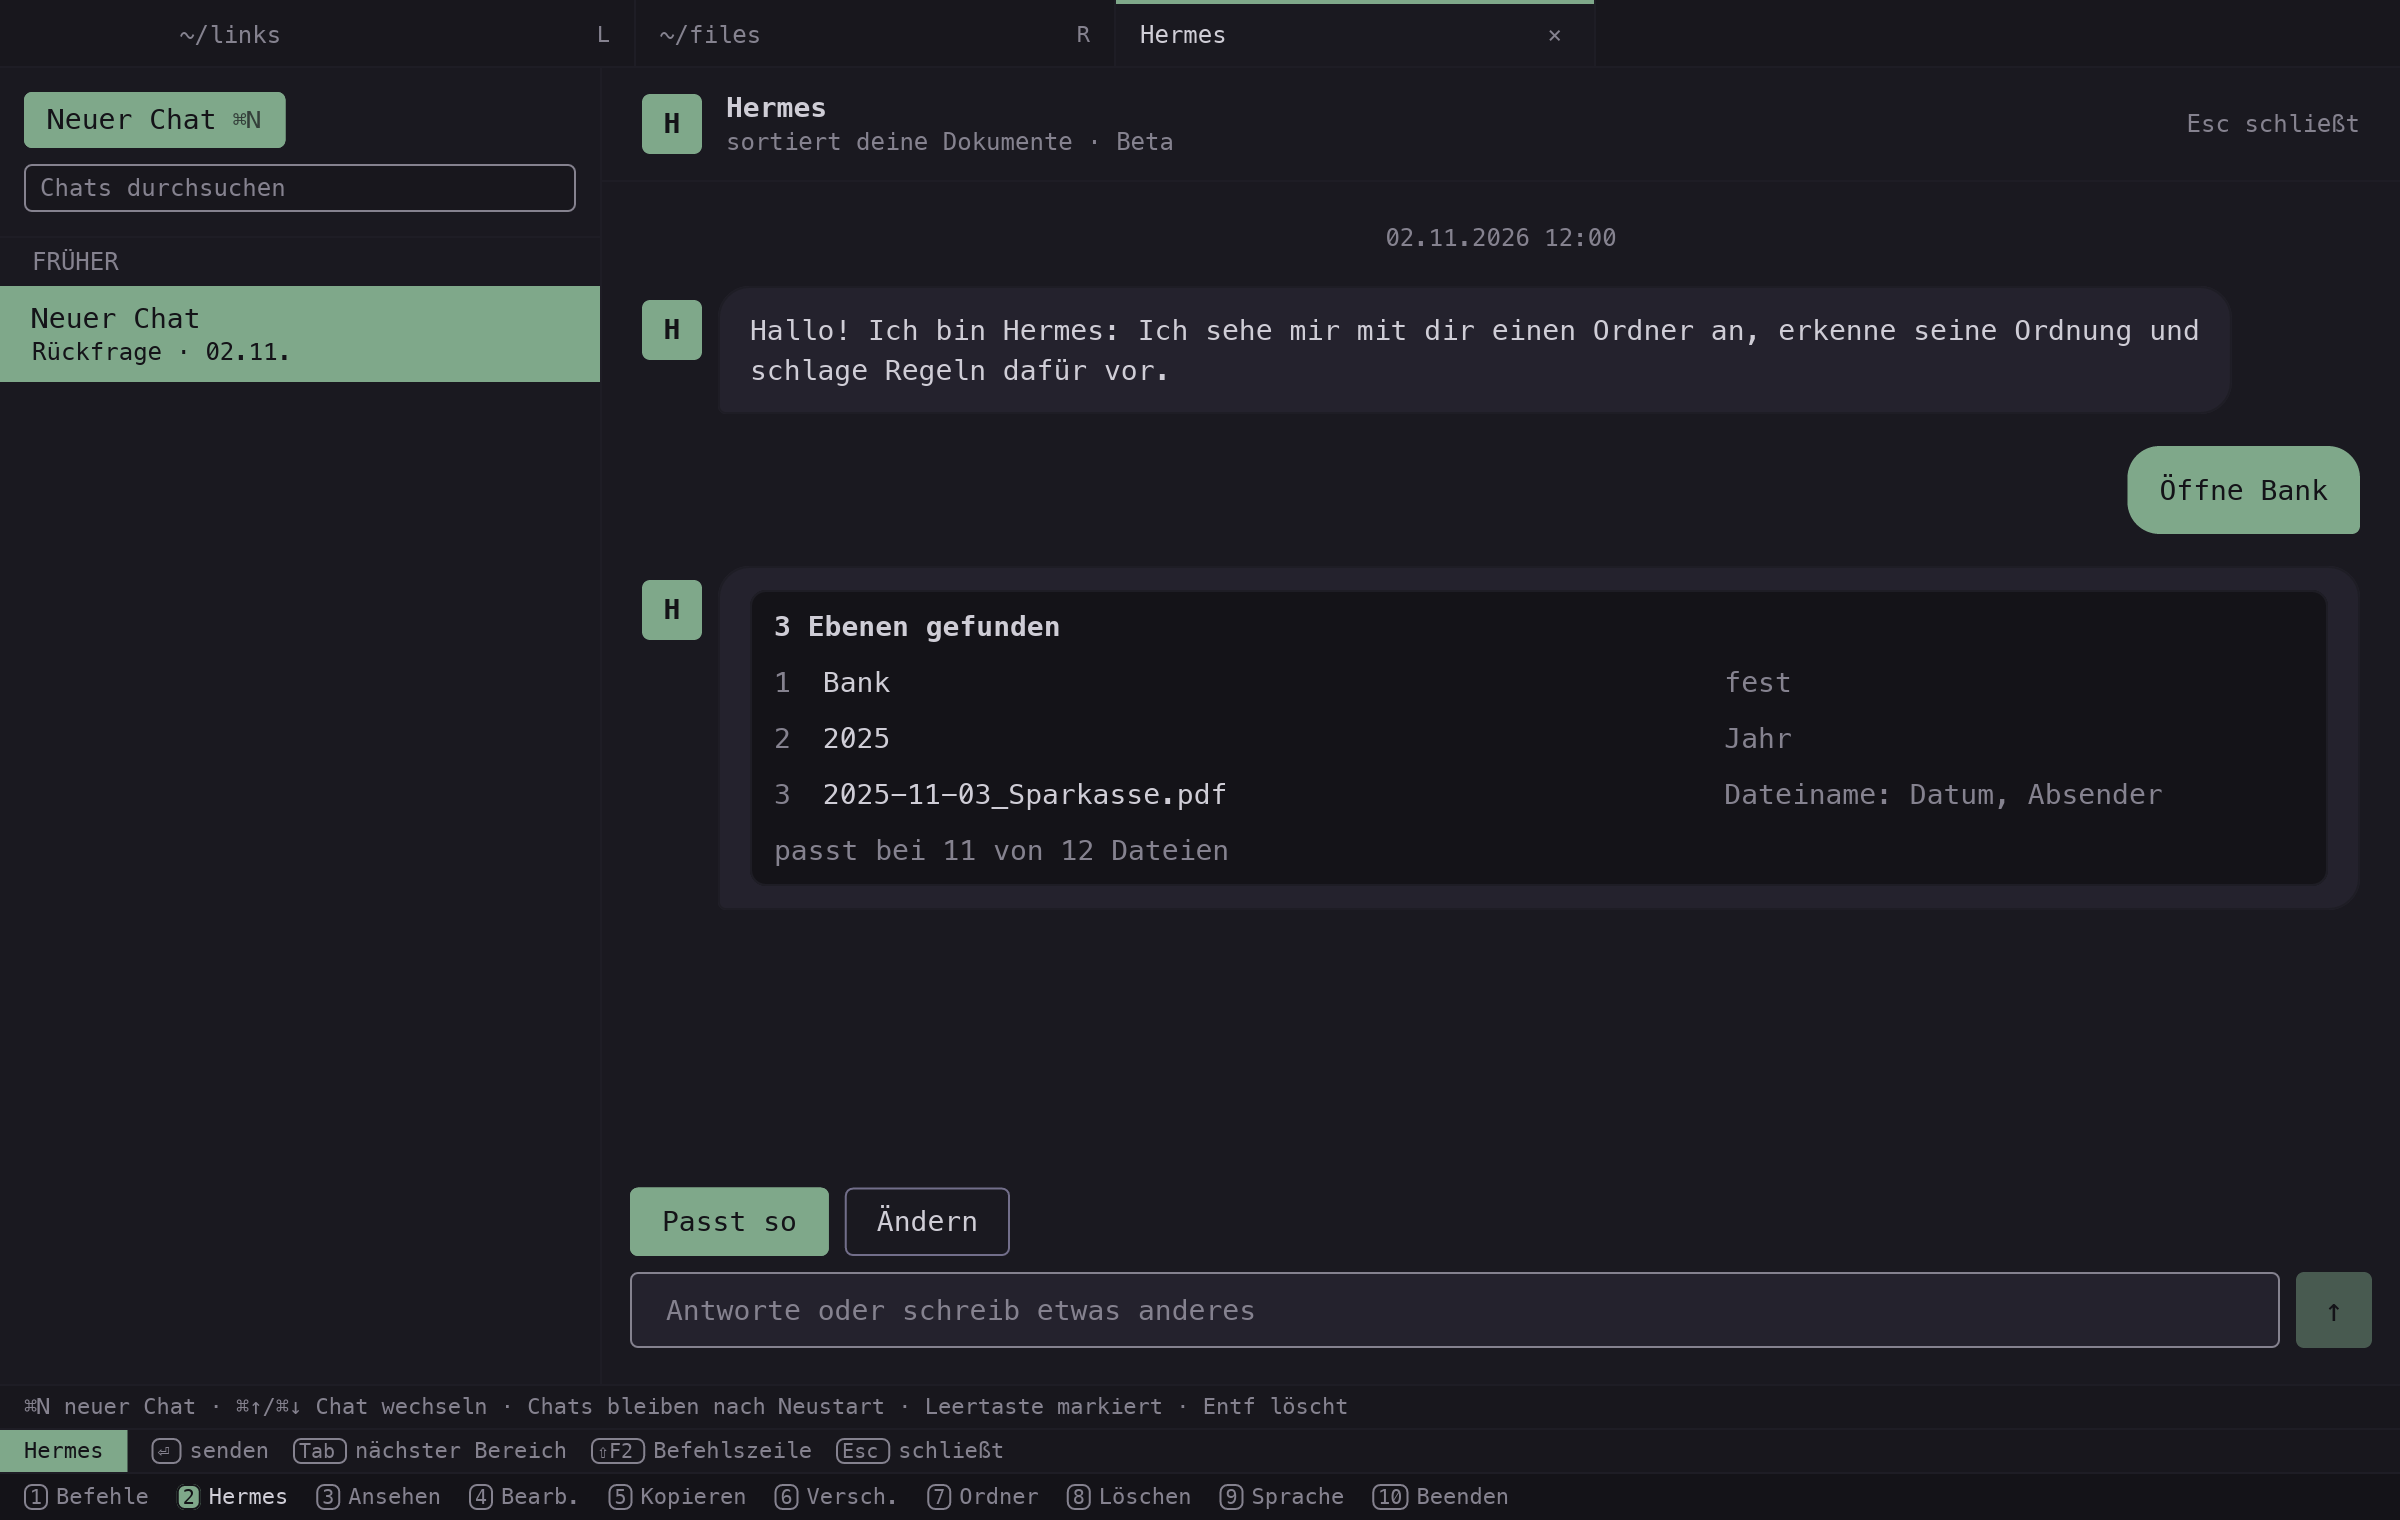 ~/links L ~/files R Hermes ×
Neuer Chat ⌘N
Chats durchsuchen
FRÜHER
Neuer Chat
Rückfrage · 02.11.
H Hermes
sortiert deine Dokumente · Beta
Esc schließt
02.11.2026 12:00
H
Hallo! Ich bin Hermes: Ich sehe mir mit dir einen Ordner an, erkenne seine Ordnung und
schlage Regeln dafür vor.
Öffne Bank
H
3 Ebenen gefunden
1 Bank fest
2 2025 Jahr
3 2025-11-03_Sparkasse.pdf Dateiname: Datum, Absender
passt bei 11 von 12 Dateien
Passt so Ändern
Antworte oder schreib etwas anderes ↑
⌘N neuer Chat · ⌘↑/⌘↓ Chat wechseln · Chats bleiben nach Neustart · Leertaste markiert · Entf löscht
Hermes ⏎ senden Tab nächster Bereich ⇧F2 Befehlszeile Esc schließt
1 Befehle 2 Hermes 3 Ansehen 4 Bearb. 5 Kopieren 6 Versch. 7 Ordner 8 Löschen 9 Sprache 10 Beenden